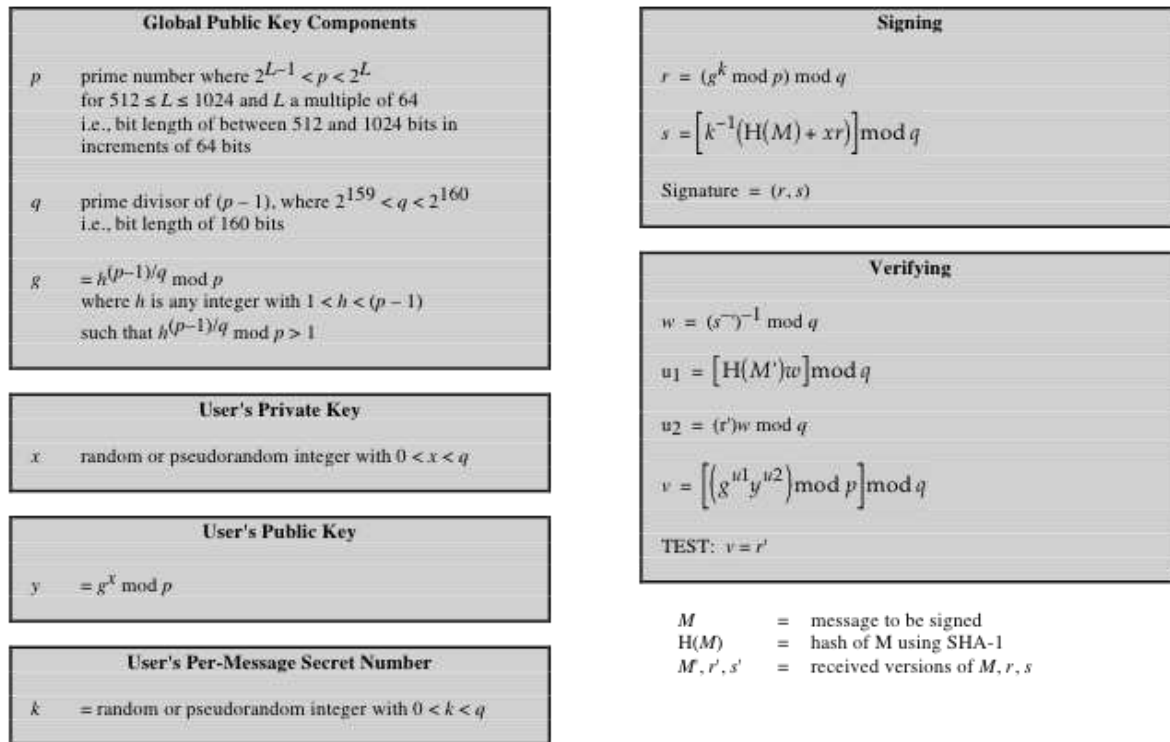 Global Public Key Components
p prime number where 2^{L–1} < p < 2^L
for 512 ≤ L ≤ 1024 and L a multiple of 64
i.e., bit length of between 512 and 1024 bits in
increments of 64 bits
q prime divisor of (p – 1), where 2^{159} < q < 2^{160}
i.e., bit length of 160 bits
g = h^{(p–1)/q} mod p
where h is any integer with 1 < h < (p – 1)
such that h^{(p–1)/q} mod p > 1
User's Private Key
x random or pseudorandom integer with 0 < x < q
User's Public Key
y = g^x mod p
User's Per-Message Secret Number
k = random or pseudorandom integer with 0 < k < q
Signing
r = (g^k mod p) mod q
s = [k^{–1}(H(M) + xr)] mod q
Signature = (r, s)
Verifying
w = (s¯)^{–1} mod q
u_1 = [H(M')w] mod q
u_2 = (r')w mod q
v = [(g^{u1} y^{u2}) mod p] mod q
TEST: v = r'
M = message to be signed
H(M) = hash of M using SHA-1
M', r', s' = received versions of M, r, s